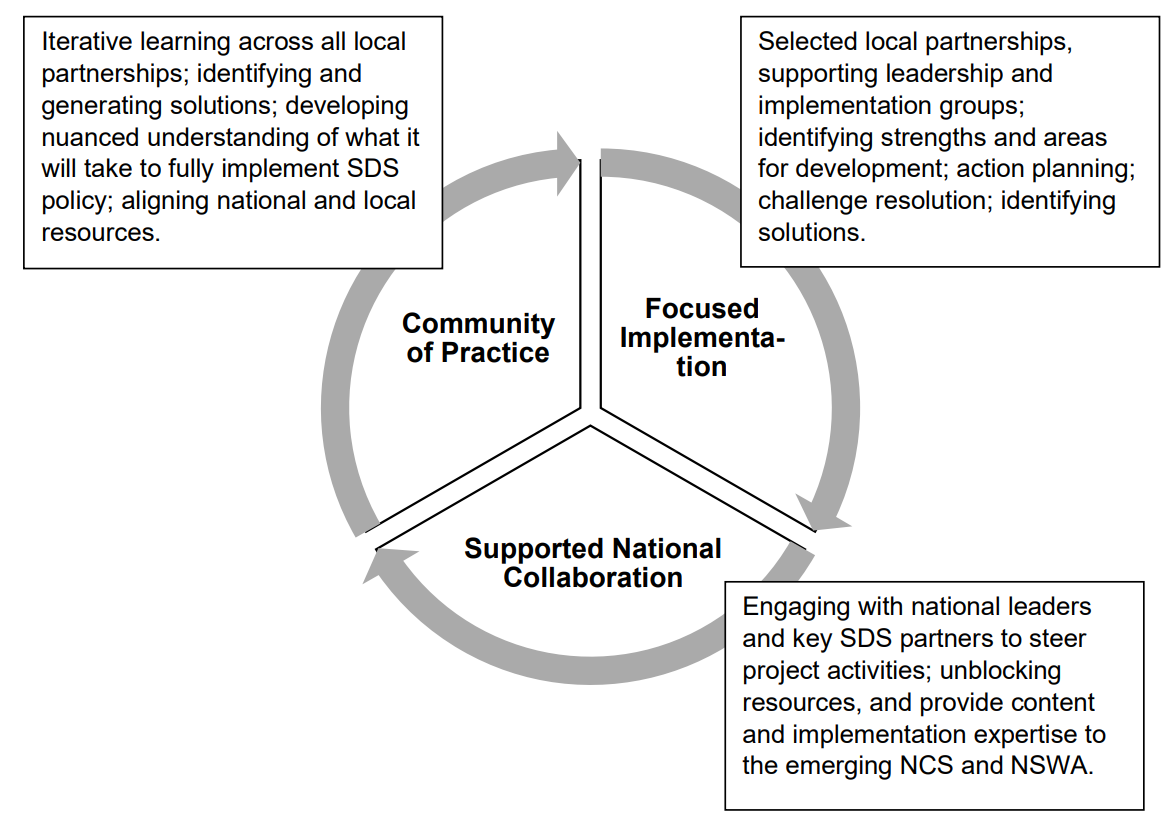 Iterative learning across all local
partnerships; identifying and
generating solutions; developing
nuanced understanding of what it
will take to fully implement SDS
policy; aligning national and local
resources.
Selected local partnerships,
supporting leadership and
implementation groups;
identifying strengths and areas
for development; action planning;
challenge resolution; identifying
solutions.
Community
of Practice
Focused
Implementa-
tion
Supported National
Collaboration
Engaging with national leaders
and key SDS partners to steer
project activities; unblocking
resources, and provide content
and implementation expertise to
the emerging NCS and NSWA.